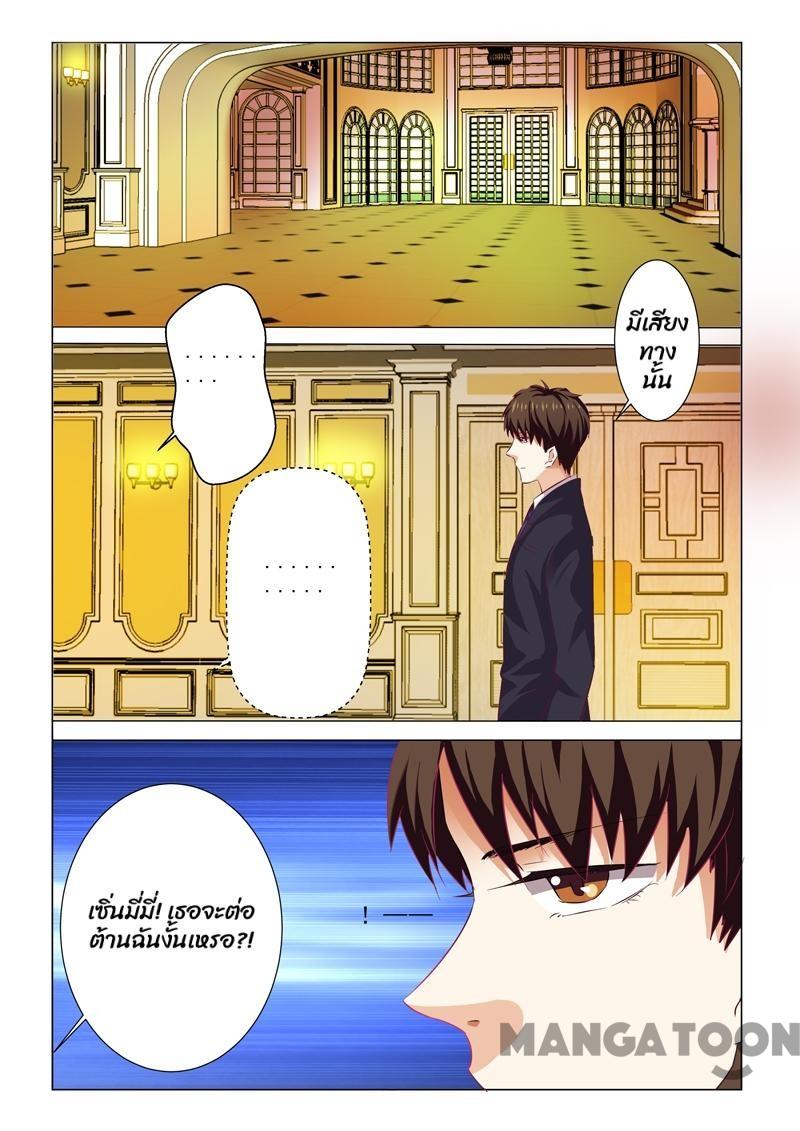 มีเสียง
ทาง
นั้น
. . . . . . .
. . .
. . . . . .
. . . . .
เซิ่นมี่มี่! เธอจะต่อ
ต้านฉันงั้นเหรอ?!
! ——
MANGATOON